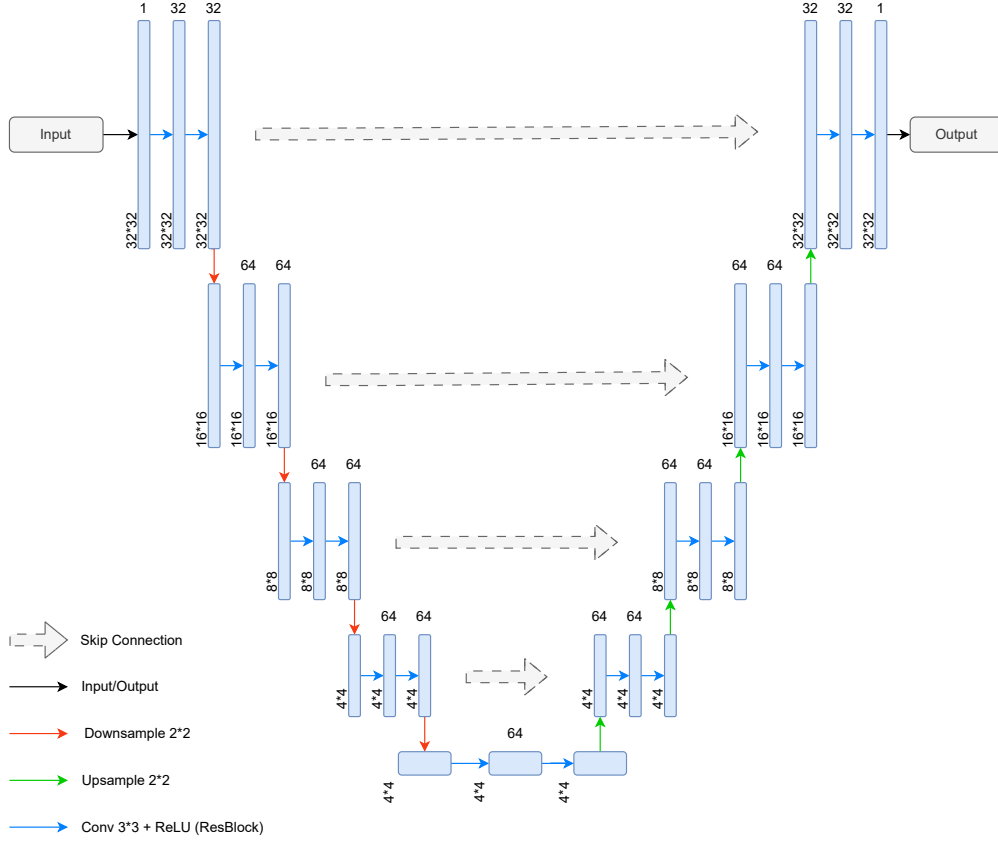 1 32 32
32 32 1
Input
Output
32*32 32*32 32*32
32*32 32*32 32*32
64 64
64 64
16*16 16*16 16*16
16*16 16*16 16*16
64 64
64 64
8*8 8*8 8*8
8*8 8*8 8*8
64 64
64 64
4*4 4*4 4*4
4*4 4*4 4*4
64
4*4 4*4 4*4
Skip Connection
Input/Output
Downsample 2*2
Upsample 2*2
Conv 3*3 + ReLU (ResBlock)